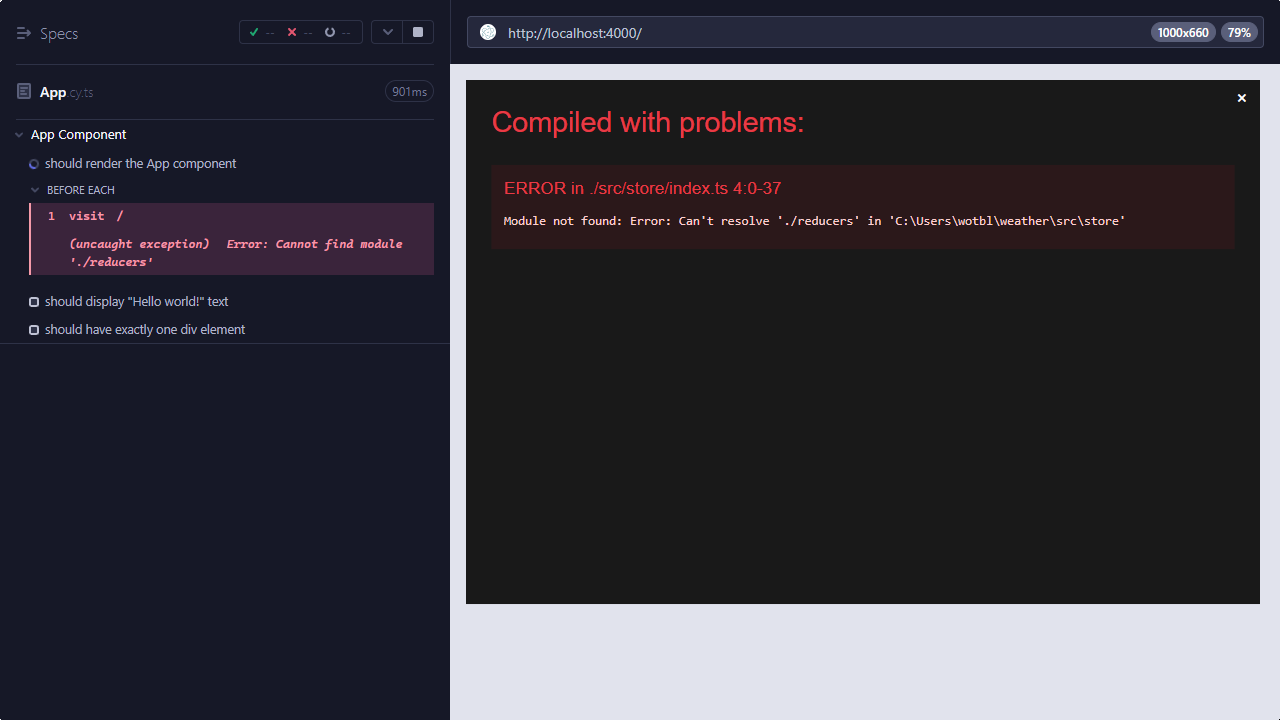 Specs
-- -- --
App.cy.ts
901ms
App Component
should render the App component
BEFORE EACH
1 visit /
(uncaught exception) Error: Cannot find module
'./reducers'
should display "Hello world!" text
should have exactly one div element
http://localhost:4000/
1000x660
79%
Compiled with problems:
ERROR in ./src/store/index.ts 4:0-37
Module not found: Error: Can't resolve './reducers' in 'C:\Users\wotbl\weather\src\store'